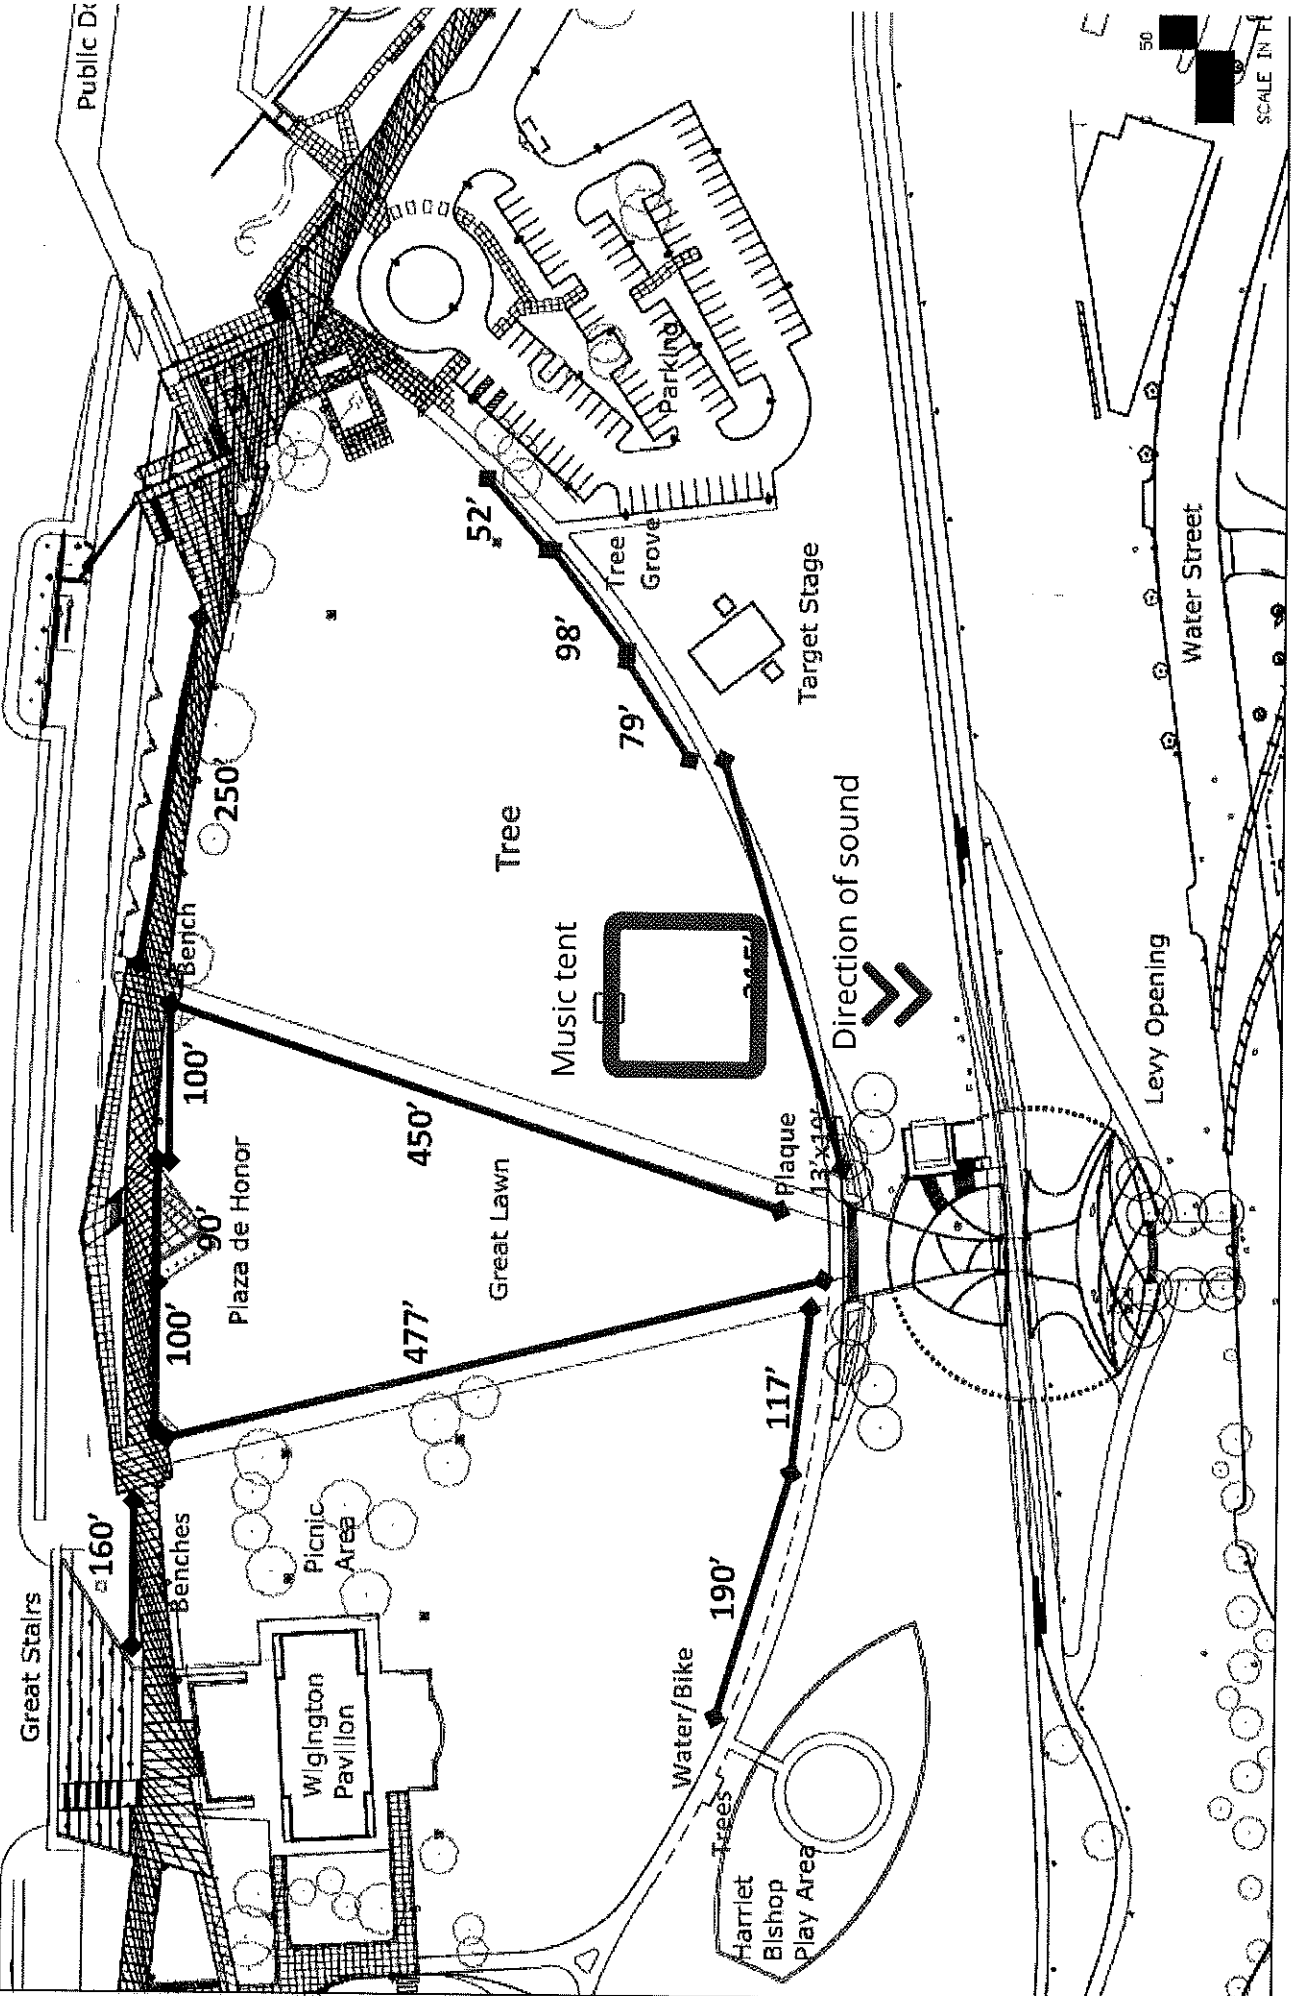 Public
Great Stairs
160’
Benches
Picnic
Area
Wigington
Pavilion
100’
90’
Plaza de Honor
100’
Bench
250’
477’
450’
Great Lawn
Tree
Music tent
52’
98’
79’
Tree
Grove
Parking
Target Stage
Direction of sound
Plaque
13’x19’
117’
190’
Water/Bike
Trees
Harriet
Bishop
Play Area
Levy Opening
Water Street
50
SCALE IN